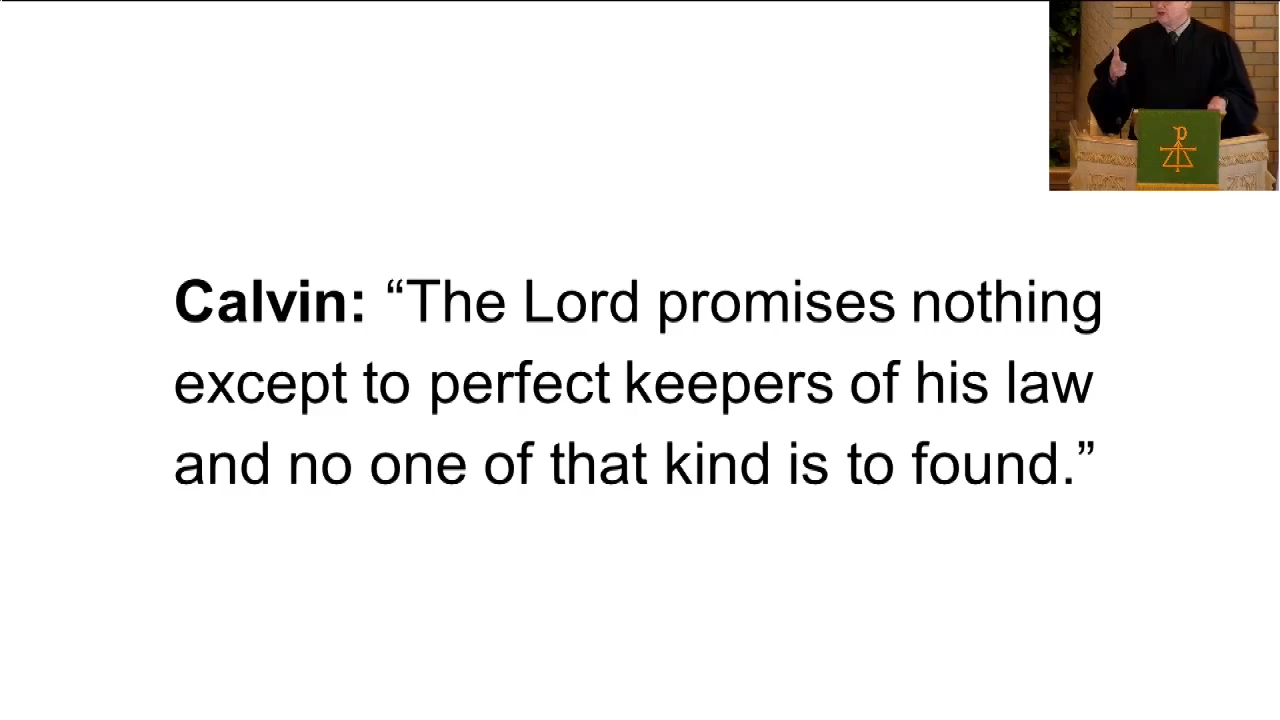 Calvin: “The Lord promises nothing
except to perfect keepers of his law
and no one of that kind is to found.”